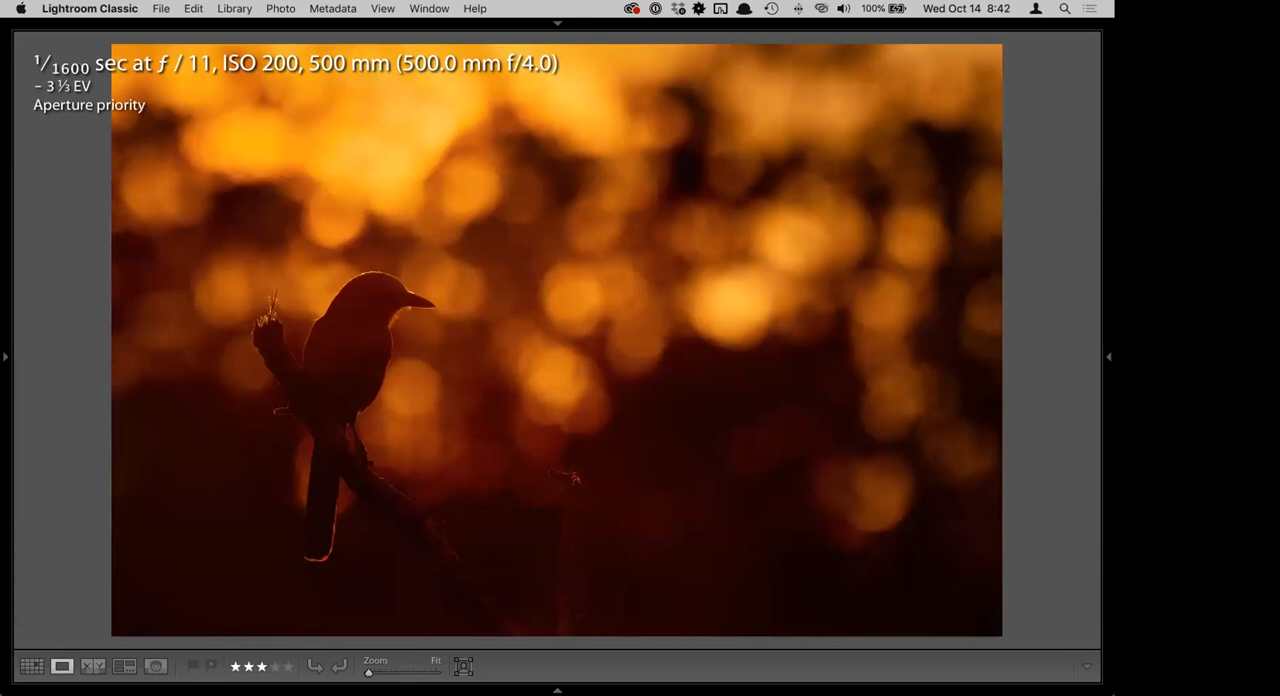 Lightroom Classic File Edit Library Photo Metadata View Window Help 100% Wed Oct 14 8:42
1/1600 sec at ƒ / 11, ISO 200, 500 mm (500.0 mm f/4.0)
- 3 ⅓ EV
Aperture priority
Zoom Fit
XY